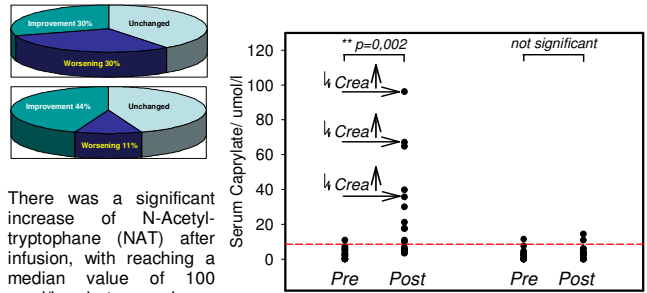 Improvement 30%
Unchanged
Worsening 30%
Improvement 44%
Unchanged
Worsening 11%
There was a significant
increase of N-Acetyl-
tryptophane (NAT) after
infusion, with reaching a
median value of 100
Serum Caprylate/ umol/l
120
100
80
60
40
20
0
** p=0,002
not significant
Crea
Crea
Crea
Pre
Post
Pre
Post